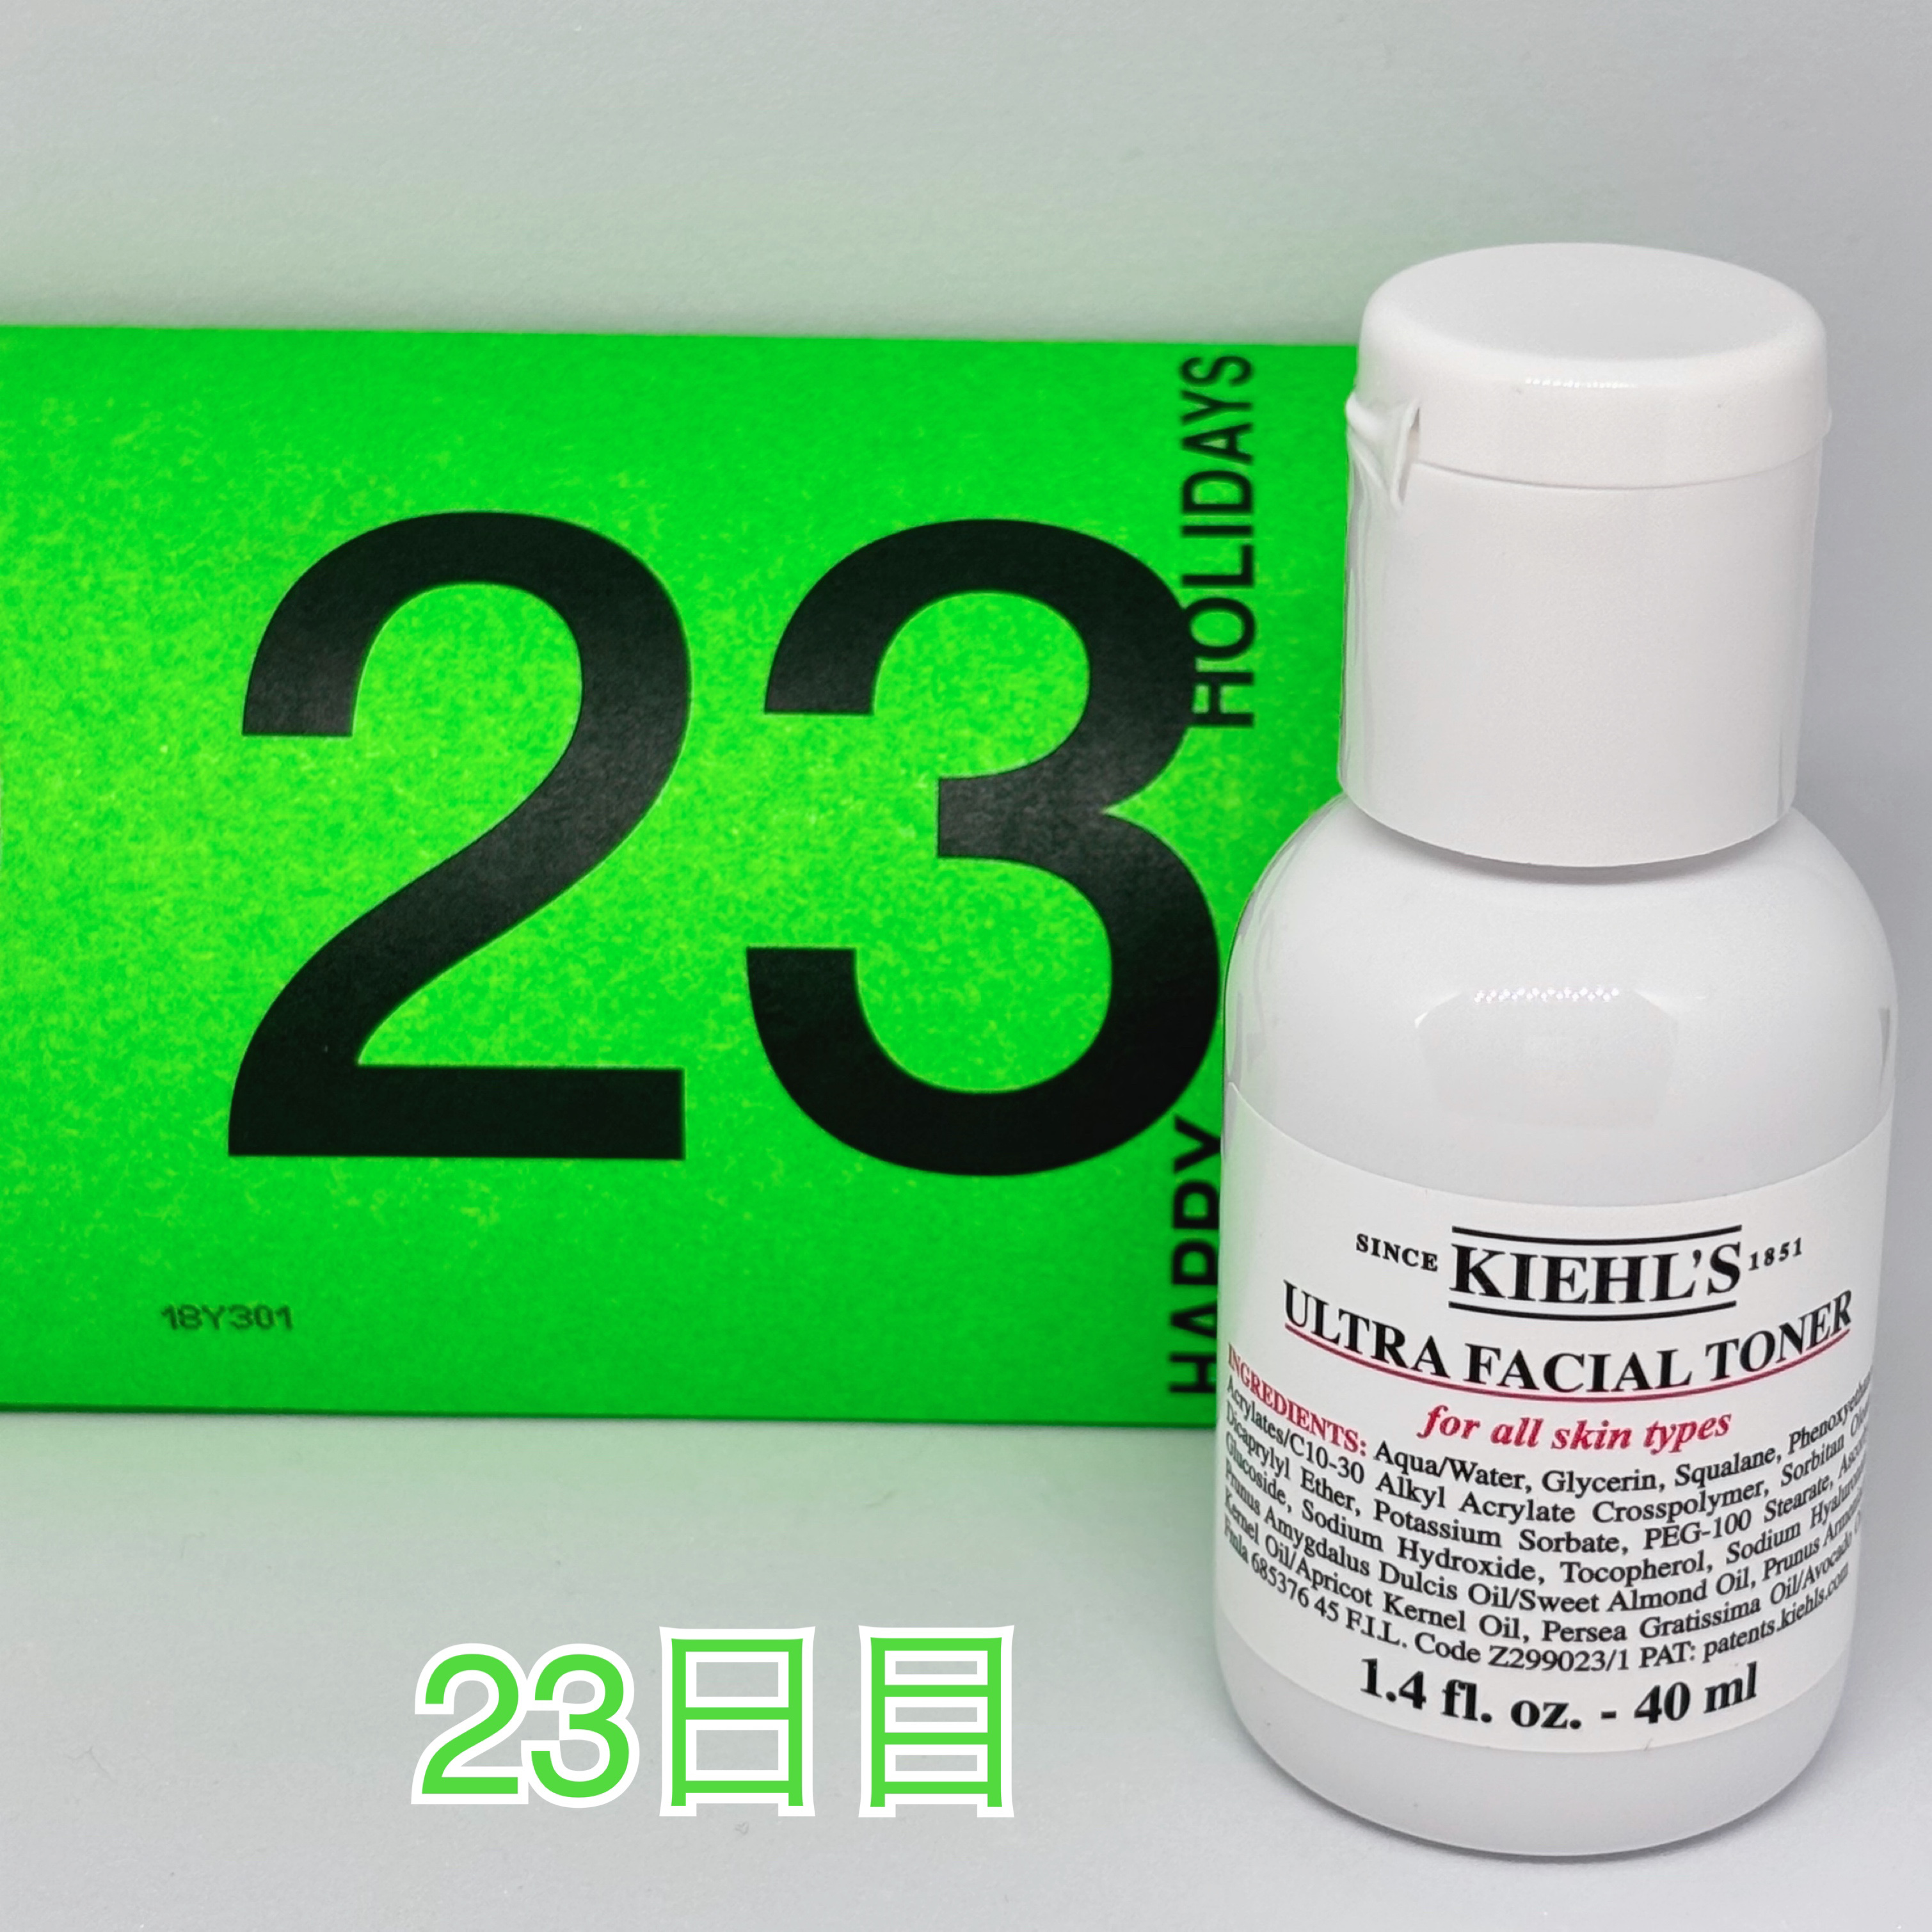 23
HAPPY HOLIDAYS
18Y301
SINCE KIEHL'S 1851
ULTRA FACIAL TONER
for all skin types
INGREDIENTS: Aqua/Water, Glycerin, Squalane,
Acrylates/C10-30 Alkyl Acrylate Crosspolymer, Sorbitan
Dicaprylyl Ether, Potassium Sorbate, PEG-100 Stearate,
Glucoside, Sodium Hydroxide, Tocopherol, Sodium
Prunus Amygdalus Dulcis Oil/Sweet Almond Oil, Prunus
Kernel Oil/Apricot Kernel Oil, Persea Gratissima Oil/Avocado
Fmla 685376 45 F.I.L. Code Z299023/1 PAT: patents.kiehls.com
1.4 fl. oz. - 40 ml
23日目